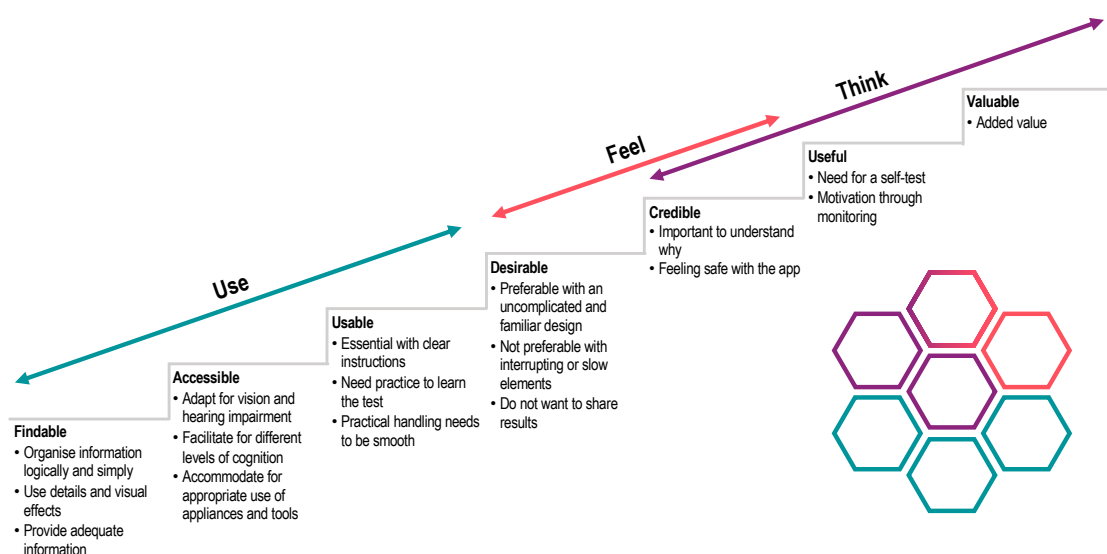 Use
Feel
Think
Findable
• Organise information
logically and simply
• Use details and visual
effects
• Provide adequate
information
Accessible
• Adapt for vision and
hearing impairment
• Facilitate for different
levels of cognition
• Accommodate for
appropriate use of
appliances and tools
Usable
• Essential with clear
instructions
• Need practice to learn
the test
• Practical handling needs
to be smooth
Desirable
• Preferable with an
uncomplicated and
familiar design
• Not preferable with
interrupting or slow
elements
• Do not want to share
results
Credible
• Important to understand
why
• Feeling safe with the app
Useful
• Need for a self-test
• Motivation through
monitoring
Valuable
• Added value